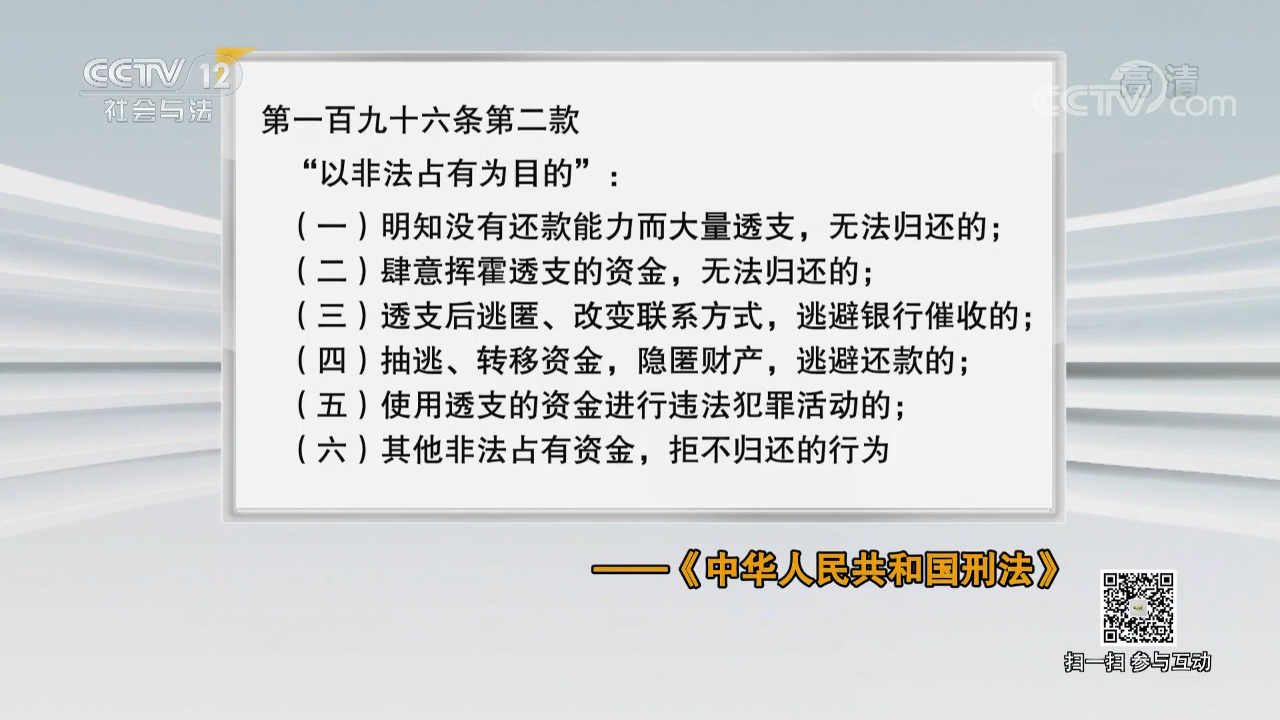 CCTV 12
社会与法
高清
CCTV.com
第一百九十六条第二款
“以非法占有为目的”：
（一）明知没有还款能力而大量透支，无法归还的；
（二）肆意挥霍透支的资金，无法归还的；
（三）透支后逃匿、改变联系方式，逃避银行催收的；
（四）抽逃、转移资金，隐匿财产，逃避还款的；
（五）使用透支的资金进行违法犯罪活动的；
（六）其他非法占有资金，拒不归还的行为
——《中华人民共和国刑法》
扫一扫 参与互动